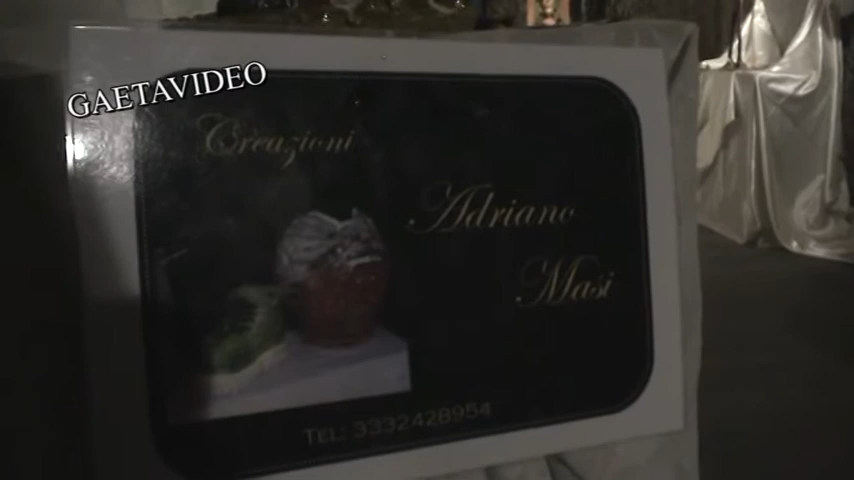 GAETAVIDEO
Creazioni
Adriano
Masi
TEL: 3332428954